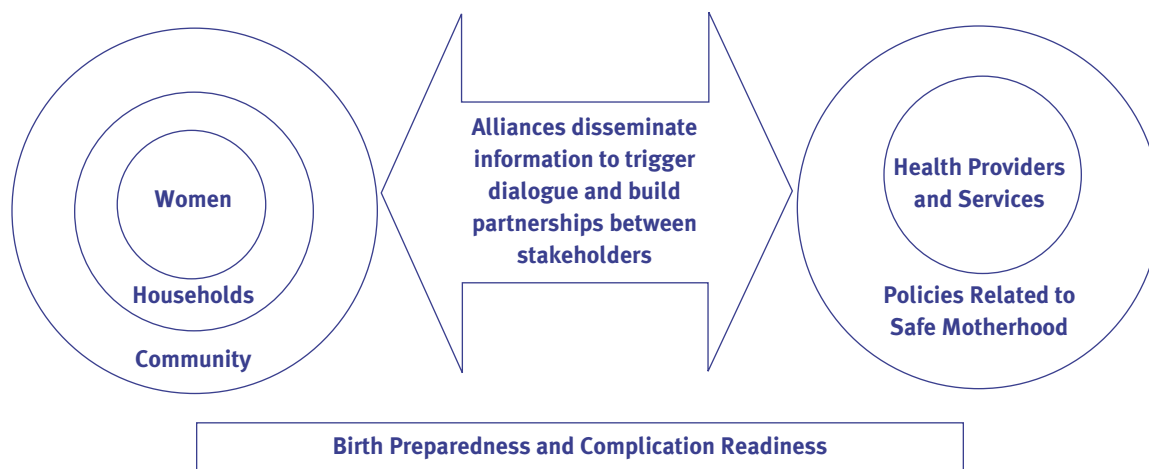 Women
Households
Community
Alliances disseminate
information to trigger
dialogue and build
partnerships between
stakeholders
Health Providers
and Services
Policies Related to
Safe Motherhood
Birth Preparedness and Complication Readiness